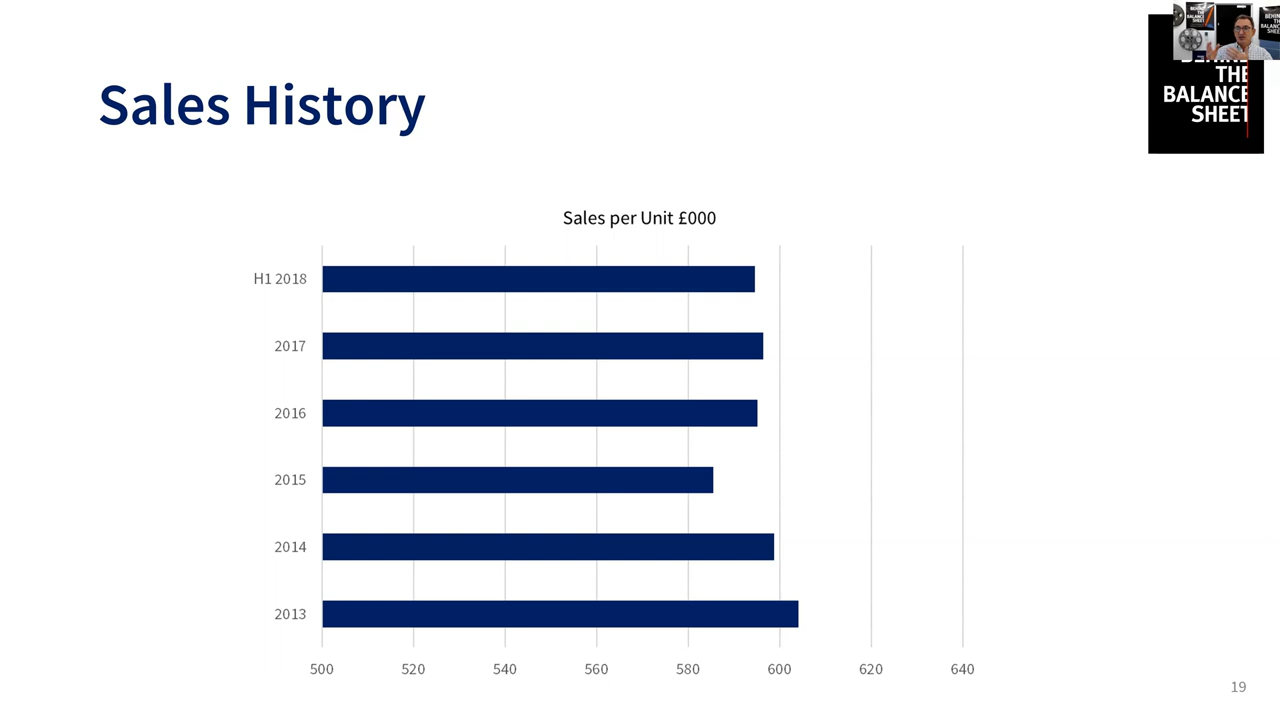 Sales History
THE
BALANCE
SHEET
Sales per Unit £000
H1 2018
2017
2016
2015
2014
2013
500 520 540 560 580 600 620 640
19